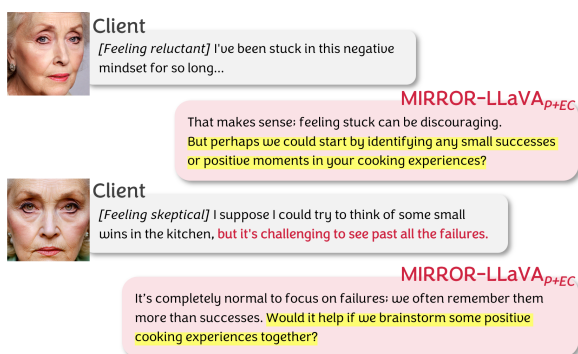 Client
[Feeling reluctant] I've been stuck in this negative
mindset for so long...
MIRROR-LLaVA P+EC
That makes sense; feeling stuck can be discouraging.
But perhaps we could start by identifying any small successes
or positive moments in your cooking experiences?
Client
[Feeling skeptical] I suppose I could try to think of some small
wins in the kitchen, but it's challenging to see past all the failures.
MIRROR-LLaVA P+EC
It's completely normal to focus on failures; we often remember them
more than successes. Would it help if we brainstorm some positive
cooking experiences together?